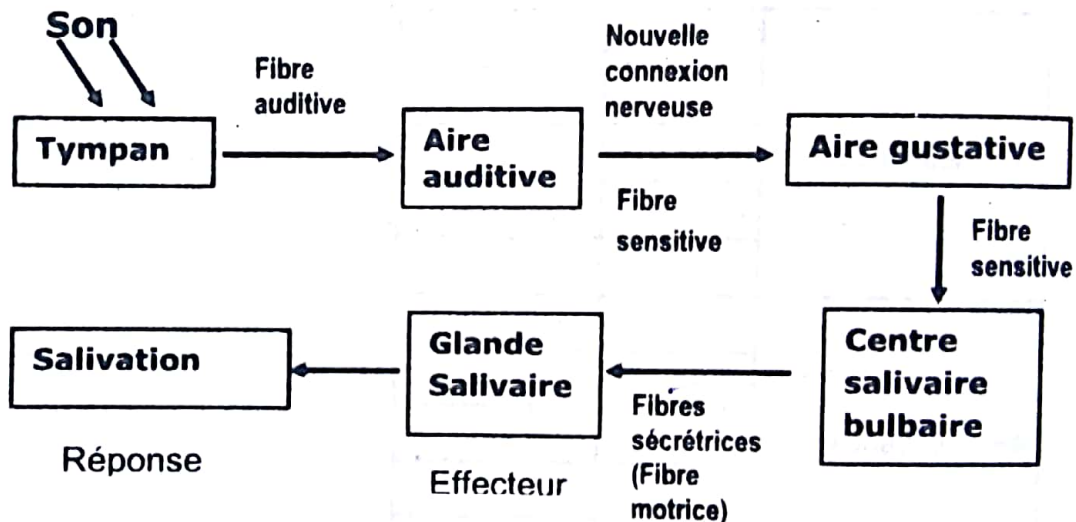 Son
Fibre
auditive
Nouvelle
connexion
nerveuse
Tympan
Aire
auditive
Aire gustative
Fibre
sensitive
Fibre
sensitive
Salivation
Glande
Salivaire
Centre
salivaire
bulbaire
Fibres
sécrétrices
(Fibre
motrice)
Réponse
Effecteur